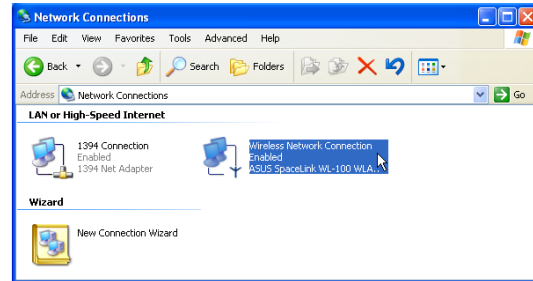 Network Connections
File Edit View Favorites Tools Advanced Help
Back Search Folders
Address Network Connections Go
LAN or High-Speed Internet
1394 Connection
Enabled
1394 Net Adapter
Wireless Network Connection
Enabled
ASUS SpaceLink WL-100 WLA...
Wizard
New Connection Wizard